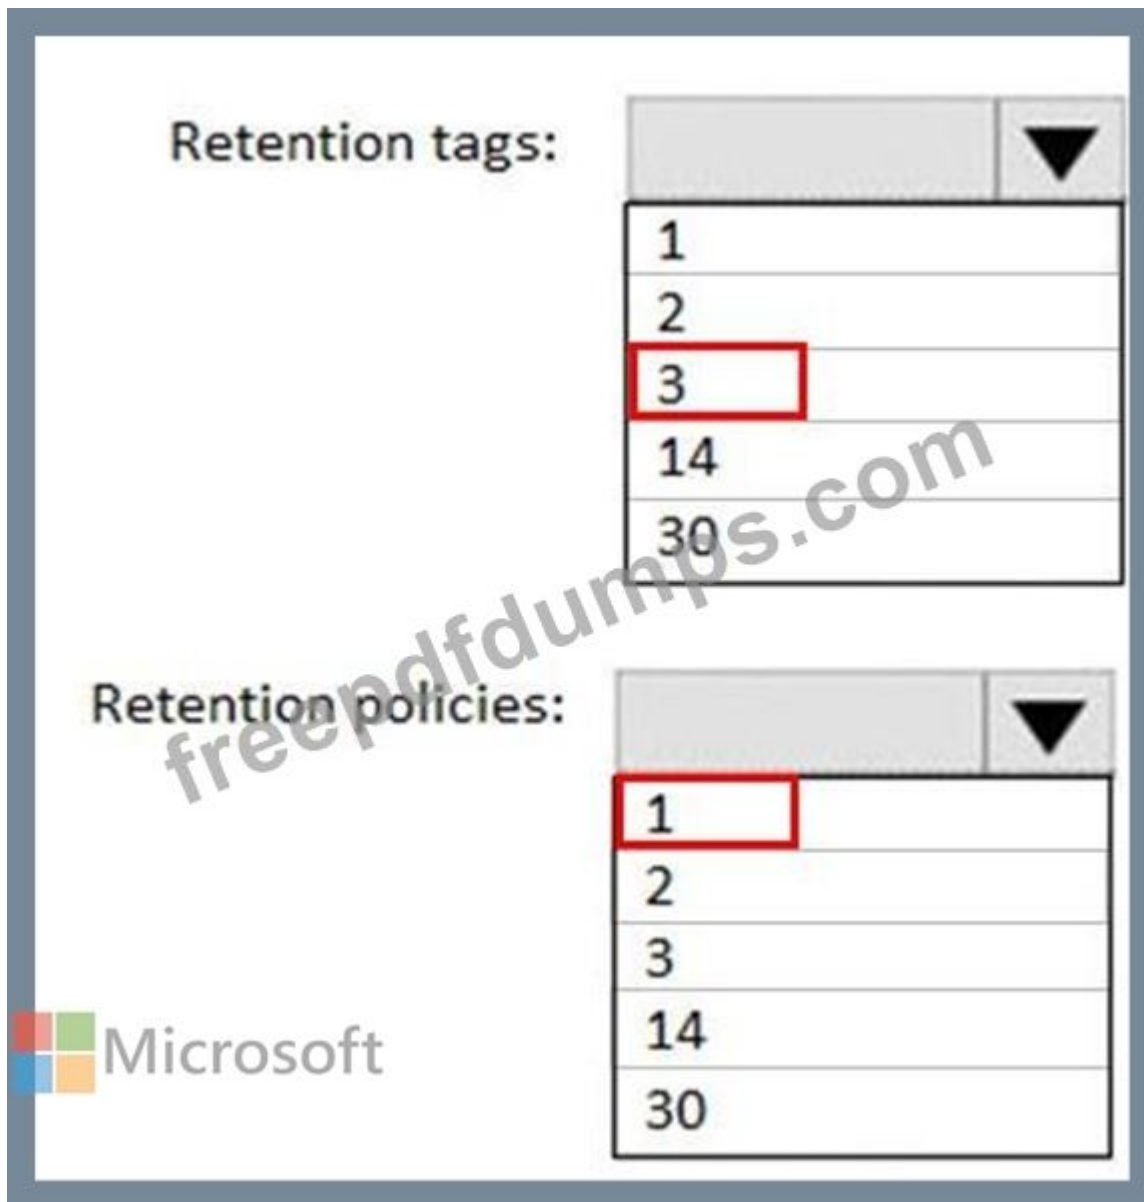 Retention tags:
1
2
3
14
30
freepdfdumps.com
Retention policies:
1
2
3
14
30
Microsoft